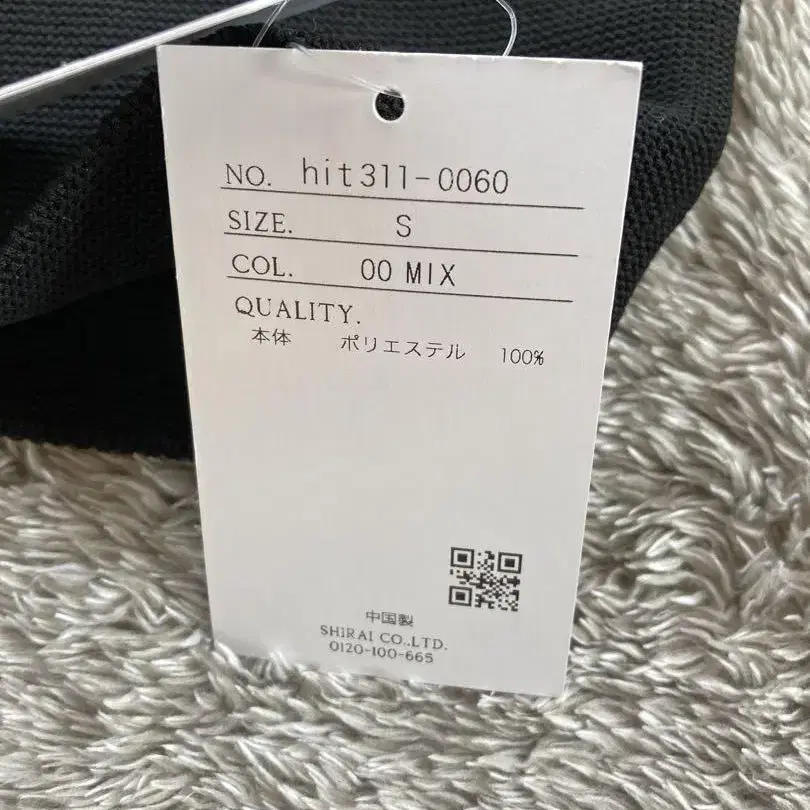 NO. hit311-0060
SIZE. S
COL. 00 MIX
QUALITY.
本体 ポリエステル 100%
中国製
SHIRAI CO.,LTD.
0120-100-665